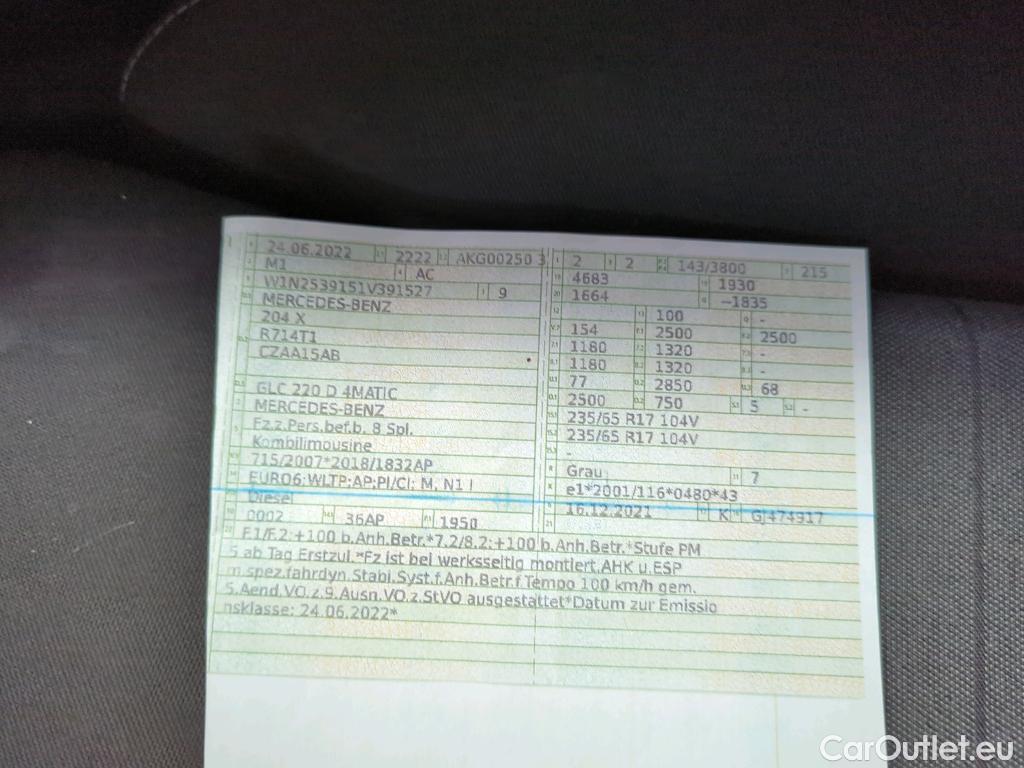 24.06.2022 2222 AKG00250 3
M1 AC
W1N2539151V391527 9
MERCEDES-BENZ
204 X
R714T1
CZAA15AB
GLC 220 D 4MATIC
MERCEDES-BENZ
Fz.z.Pers.bef.b. 8 Spl.
Kombilimousine
715/2007*2018/1832AP
EURO6;WLTP;AP;PI/CI; M, N1 I
Diesel
0002 36AP 1950
2 2 143/3800 215
4683 1930
1664 —1835
100 -
154 2500 2500
1180 1320 -
1180 1320 -
77 2850 68
2500 750 5 -
235/65 R17 104V
235/65 R17 104V
-
Grau 7
e1*2001/116*0480*43
16.12.2021 K GJ474917
F.1/F.2:+100 b.Anh.Betr.*7.2/8.2:+100 b.Anh.Betr.*Stufe PM
5 ab Tag Erstzul.*Fz ist bei werksseitig montiert.AHK u.ESP
m.spez.fahrdyn.Stabi.Syst.f.Anh.Betr.f.Tempo 100 km/h gem.
5.Aend.VO.z.9.Ausn.VO.z.StVO ausgestattet*Datum zur Emissio
nsklasse: 24.06.2022*
CarOutlet.eu